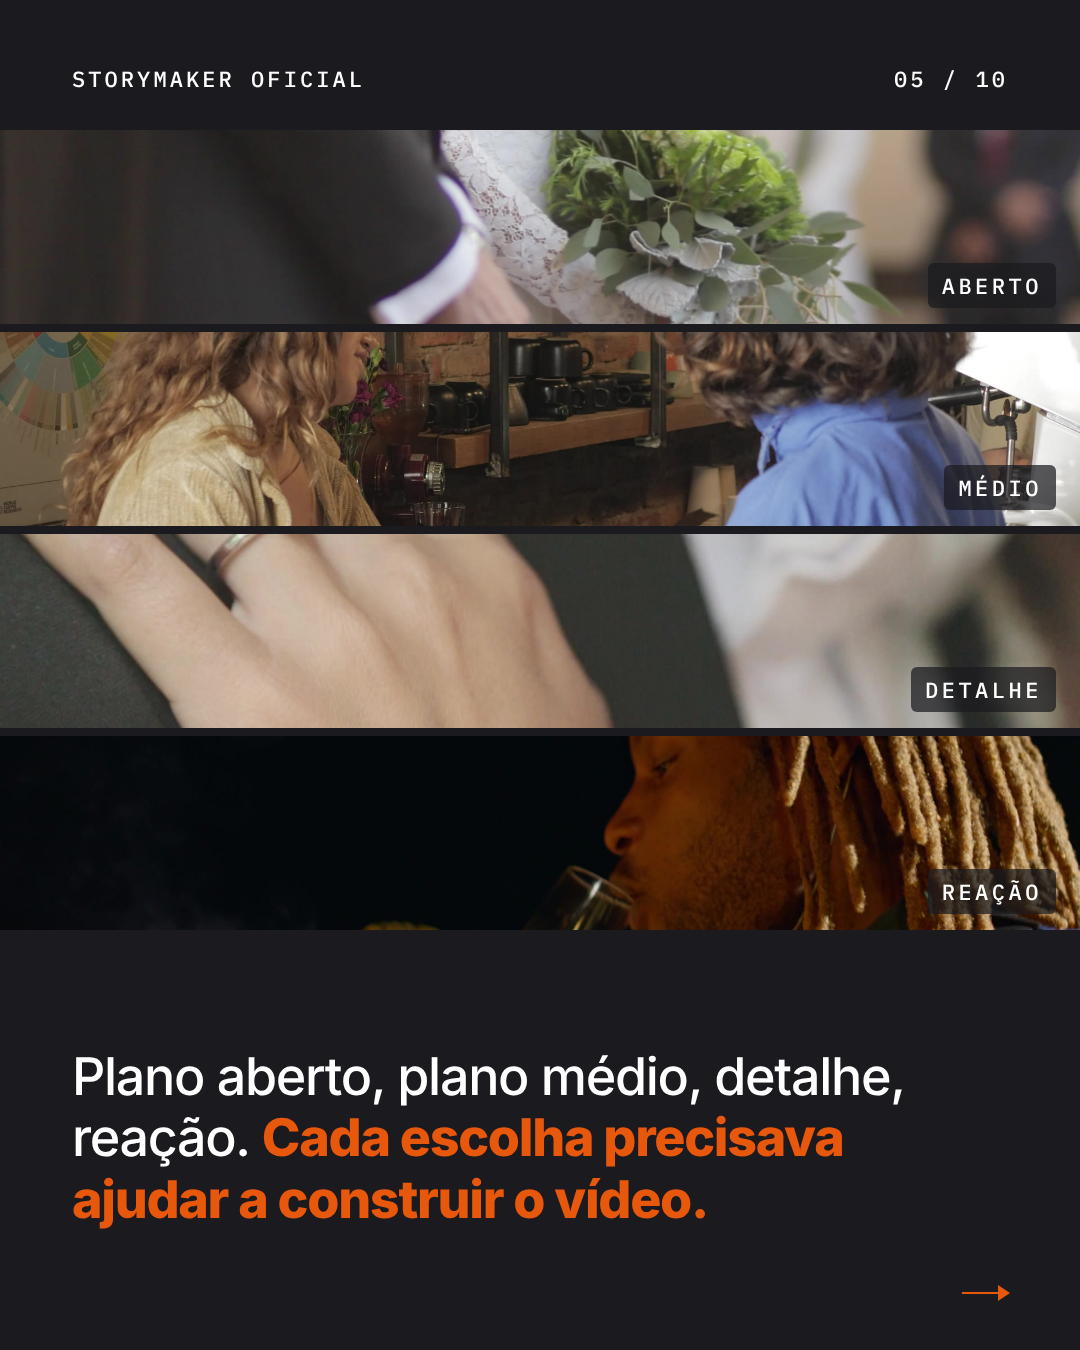 STORYMAKER OFICIAL
05 / 10
ABERTO
MÉDIO
DETALHE
REAÇÃO
Plano aberto, plano médio, detalhe,
reação. Cada escolha precisava
ajudar a construir o vídeo.